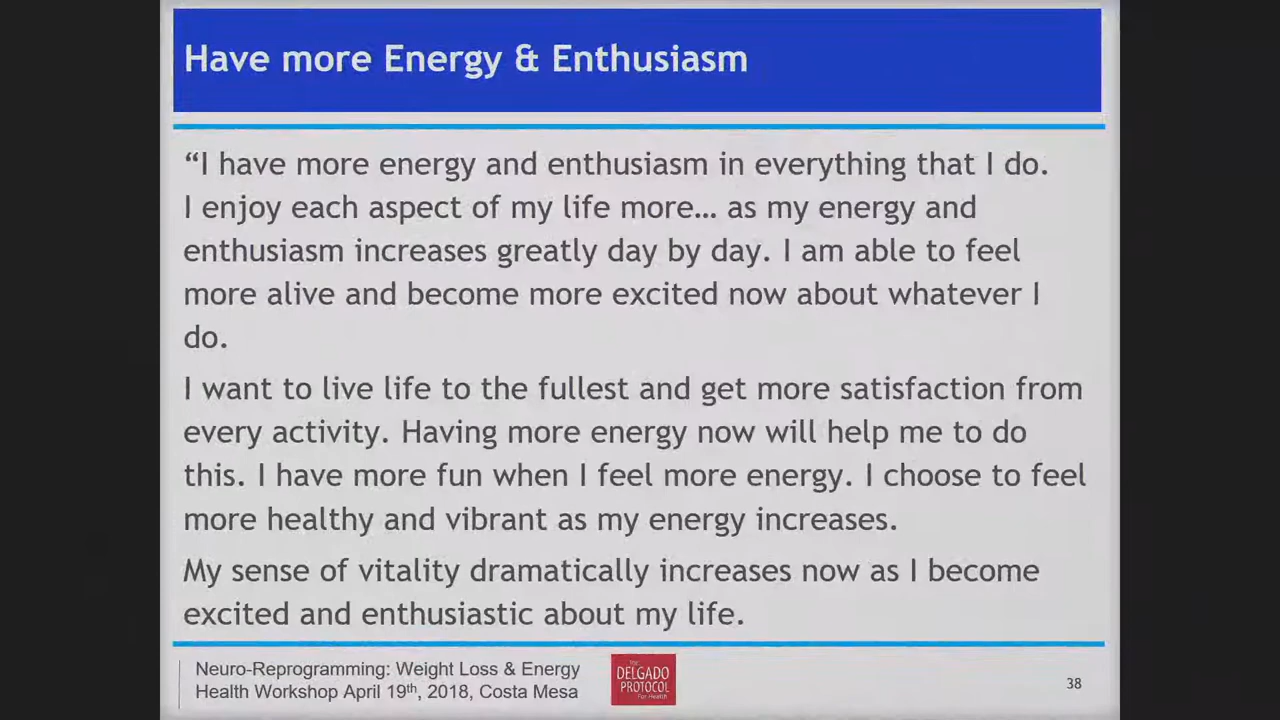 Have more Energy & Enthusiasm
“I have more energy and enthusiasm in everything that I do.
I enjoy each aspect of my life more… as my energy and
enthusiasm increases greatly day by day. I am able to feel
more alive and become more excited now about whatever I
do.
I want to live life to the fullest and get more satisfaction from
every activity. Having more energy now will help me to do
this. I have more fun when I feel more energy. I choose to feel
more healthy and vibrant as my energy increases.
My sense of vitality dramatically increases now as I become
excited and enthusiastic about my life.
Neuro-Reprogramming: Weight Loss & Energy
Health Workshop April 19th, 2018, Costa Mesa
The
DELGADO
PROTOCOL
For Health
38